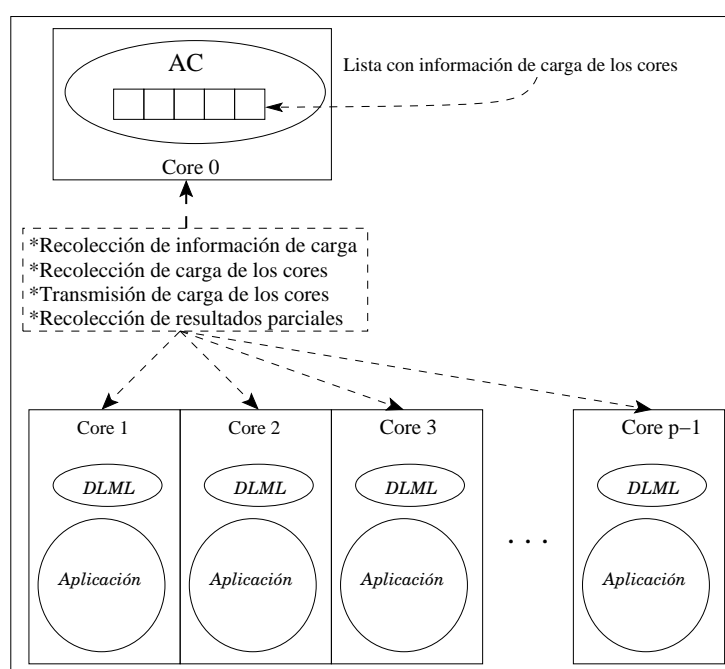 AC
Lista con información de carga de los cores
Core 0
*Recolección de información de carga
*Recolección de carga de los cores
*Transmisión de carga de los cores
*Recolección de resultados parciales
Core 1
Core 2
Core 3
Core p−1
DLML
DLML
DLML
DLML
. . .
Aplicación
Aplicación
Aplicación
Aplicación